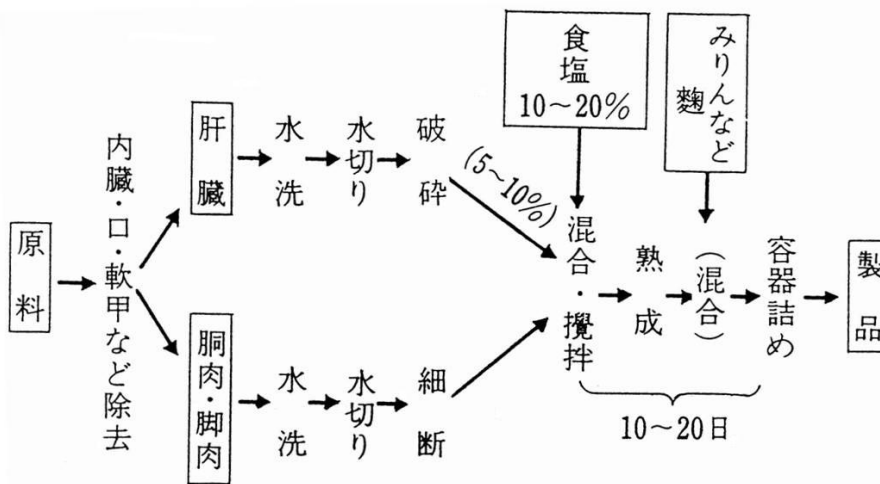 原料
内臓・口・軟甲など除去
肝臓
水洗
水切り
破砕
(5〜10%)
胴肉・脚肉
水洗
水切り
細断
食塩
10〜20%
混合・攪拌
熟成
みりんなど
麴
(混合)
容器詰め
製品
10〜20日